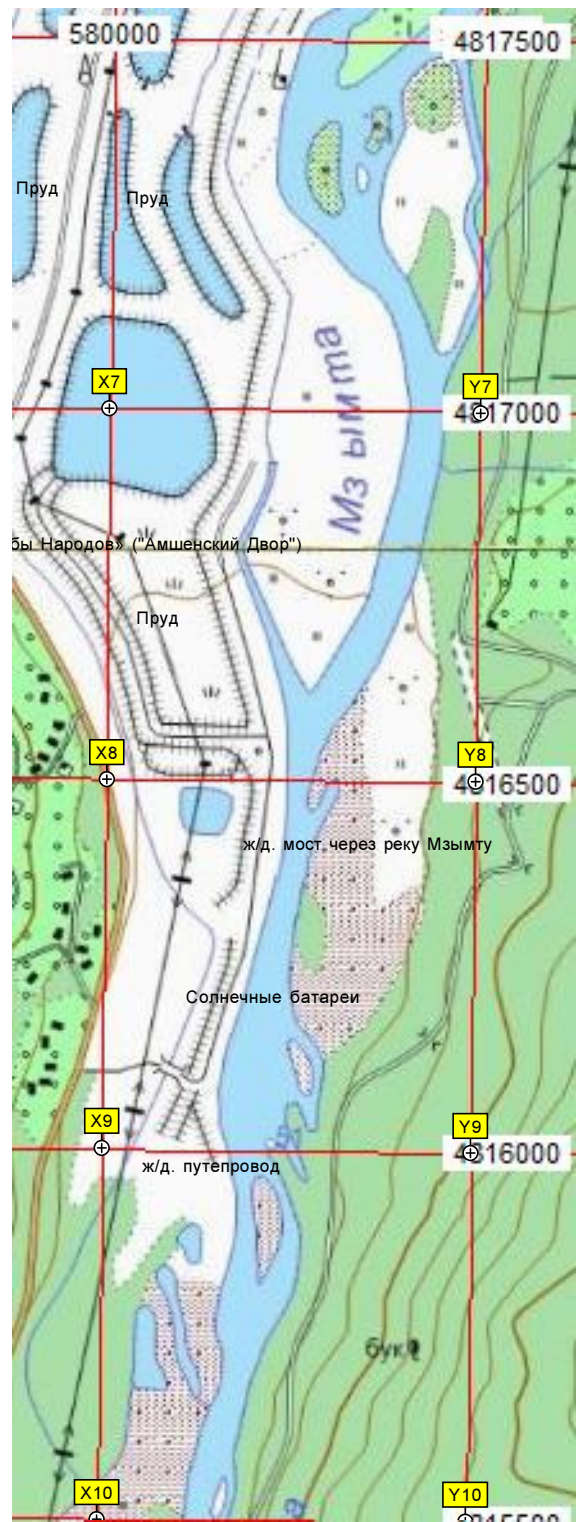 580000
4817500
Пруд
Пруд
X7
Y7
4817000
Мзымта
бы Народов» ("Амшенский Двор")
Пруд
X8
Y8
4816500
ж/д. мост через реку Мзымту
Солнечные батареи
X9
Y9
4816000
ж/д. путепровод
бук
X10
Y10
4815500